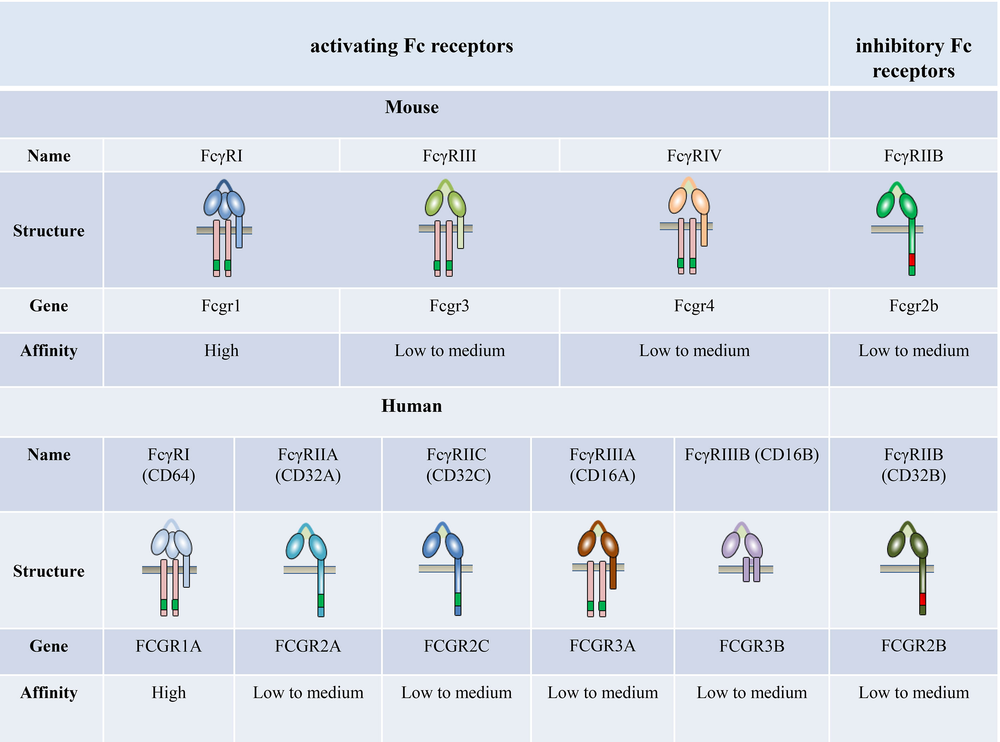 activating Fc receptors
inhibitory Fc
receptors
Mouse
Name
FcγRI
FcγRIII
FcγRIV
FcγRIIB
Structure
Gene
Fcgr1
Fcgr3
Fcgr4
Fcgr2b
Affinity
High
Low to medium
Low to medium
Low to medium
Human
Name
FcγRI
(CD64)
FcγRIIA
(CD32A)
FcγRIIC
(CD32C)
FcγRIIIA
(CD16A)
FcγRIIIB (CD16B)
FcγRIIB
(CD32B)
Structure
Gene
FCGR1A
FCGR2A
FCGR2C
FCGR3A
FCGR3B
FCGR2B
Affinity
High
Low to medium
Low to medium
Low to medium
Low to medium
Low to medium